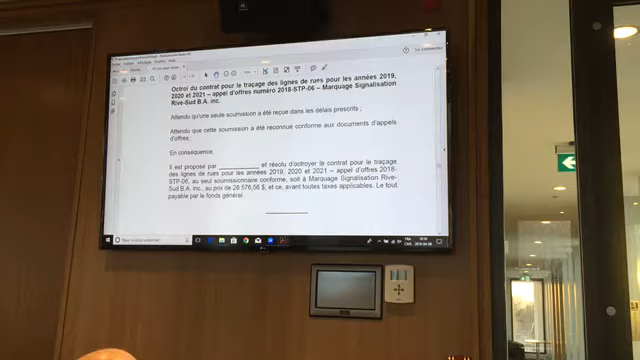 Octroi du contrat pour le traçage des lignes de rues pour les années 2019,
2020 et 2021 – appel d'offres numéro 2018-STP-06 – Marquage Signalisation
Rive-Sud B.A. inc.
Attendu qu'une seule soumission a été reçue dans les délais prescrits ;
Attendu que cette soumission a été reconnue conforme aux documents d'appels
d'offres ;
En conséquence,
Il est proposé par ____________ et résolu d'octroyer le contrat pour le traçage
des lignes de rues pour les années 2019, 2020 et 2021 – appel d'offres 2018-
STP-06, au seul soumissionnaire conforme, soit à Marquage Signalisation Rive-
Sud B.A. inc., au prix de 28 576,56 $, et ce, avant toutes taxes applicables. Le tout
payable par le fonds général.